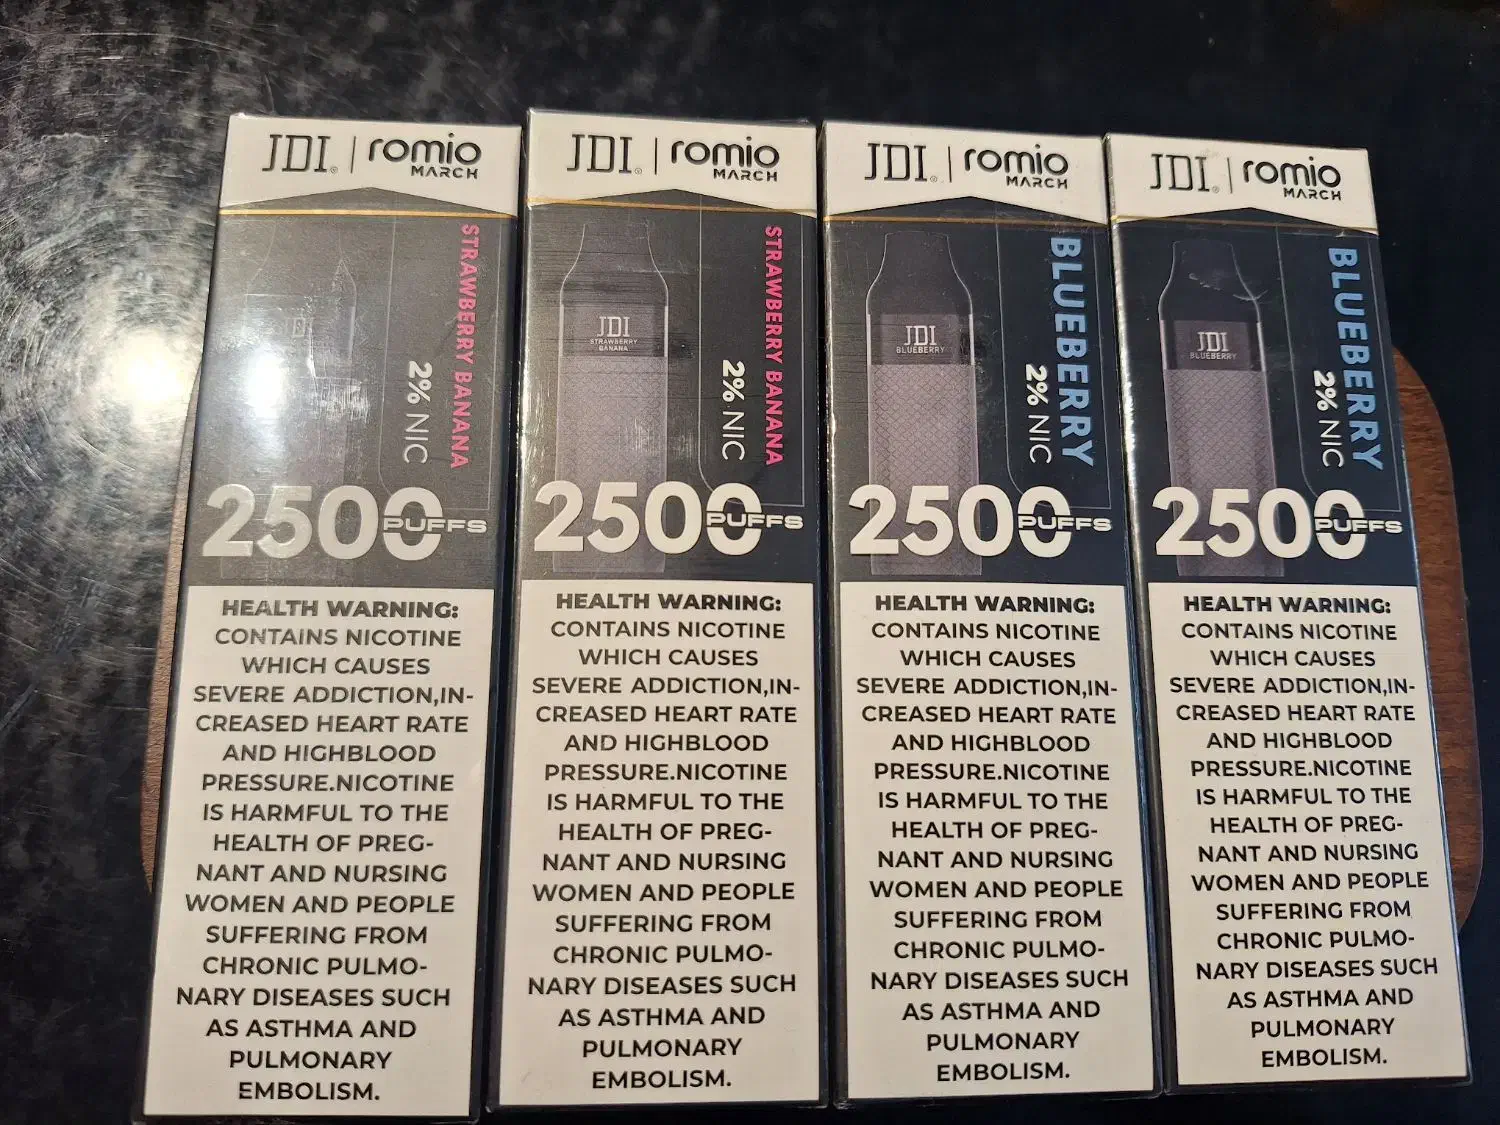 JDI® | romio
MARCH
STRAWBERRY BANANA
2% NIC
JDI
2500
PUFFS
HEALTH WARNING:
CONTAINS NICOTINE
WHICH CAUSES
SEVERE ADDICTION,IN-
CREASED HEART RATE
AND HIGHBLOOD
PRESSURE.NICOTINE
IS HARMFUL TO THE
HEALTH OF PREG-
NANT AND NURSING
WOMEN AND PEOPLE
SUFFERING FROM
CHRONIC PULMO-
NARY DISEASES SUCH
AS ASTHMA AND
PULMONARY
EMBOLISM.
JDI® | romio
MARCH
STRAWBERRY BANANA
2% NIC
JDI
STRAWBERRY
BANANA
2500
PUFFS
HEALTH WARNING:
CONTAINS NICOTINE
WHICH CAUSES
SEVERE ADDICTION,IN-
CREASED HEART RATE
AND HIGHBLOOD
PRESSURE.NICOTINE
IS HARMFUL TO THE
HEALTH OF PREG-
NANT AND NURSING
WOMEN AND PEOPLE
SUFFERING FROM
CHRONIC PULMO-
NARY DISEASES SUCH
AS ASTHMA AND
PULMONARY
EMBOLISM.
JDI® | romio
MARCH
BLUEBERRY
2% NIC
JDI
BLUEBERRY
2500
PUFFS
HEALTH WARNING:
CONTAINS NICOTINE
WHICH CAUSES
SEVERE ADDICTION,IN-
CREASED HEART RATE
AND HIGHBLOOD
PRESSURE.NICOTINE
IS HARMFUL TO THE
HEALTH OF PREG-
NANT AND NURSING
WOMEN AND PEOPLE
SUFFERING FROM
CHRONIC PULMO-
NARY DISEASES SUCH
AS ASTHMA AND
PULMONARY
EMBOLISM.
JDI® | romio
MARCH
BLUEBERRY
2% NIC
JDI
BLUEBERRY
2500
PUFFS
HEALTH WARNING:
CONTAINS NICOTINE
WHICH CAUSES
SEVERE ADDICTION,IN-
CREASED HEART RATE
AND HIGHBLOOD
PRESSURE.NICOTINE
IS HARMFUL TO THE
HEALTH OF PREG-
NANT AND NURSING
WOMEN AND PEOPLE
SUFFERING FROM
CHRONIC PULMO-
NARY DISEASES SUCH
AS ASTHMA AND
PULMONARY
EMBOLISM.